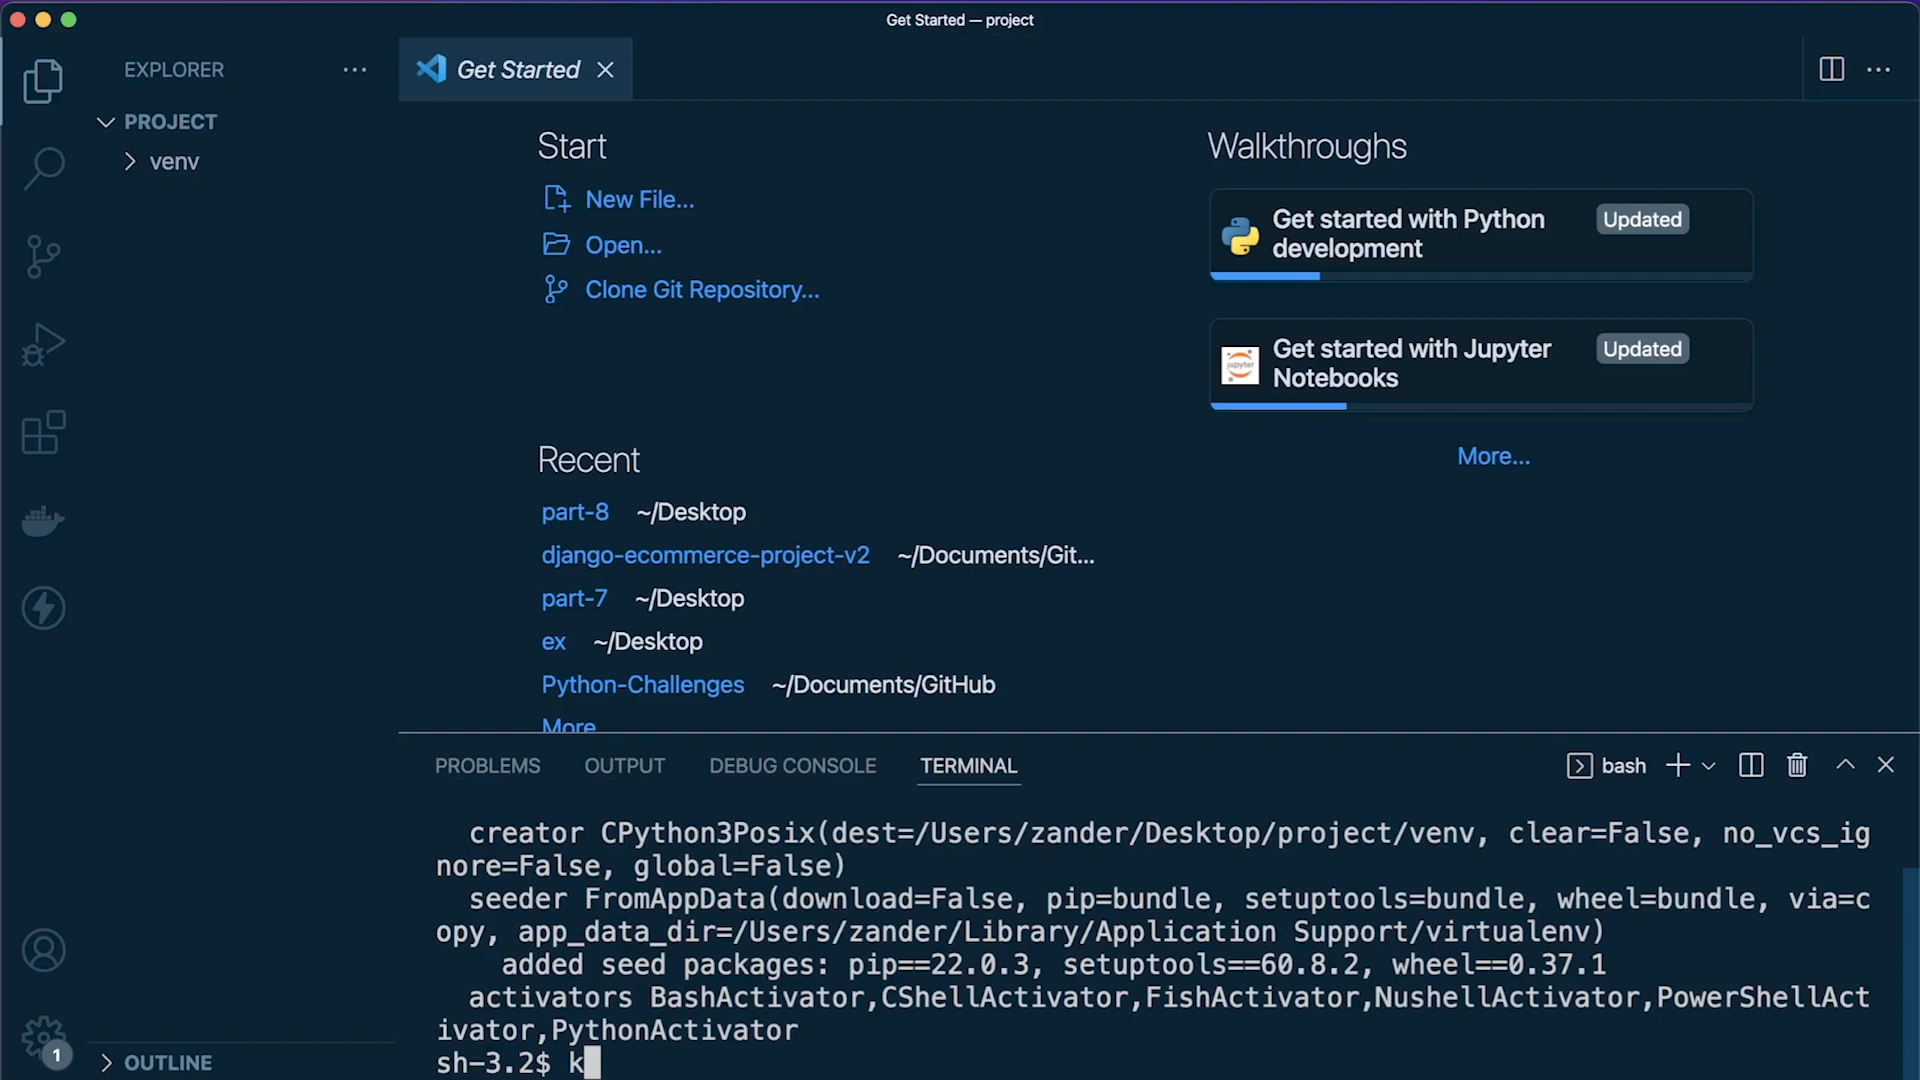 Get Started — project
EXPLORER
PROJECT
venv
OUTLINE
1
Get Started
Start
New File...
Open...
Clone Git Repository...
Recent
part-8 ~/Desktop
django-ecommerce-project-v2 ~/Documents/Git...
part-7 ~/Desktop
ex ~/Desktop
Python-Challenges ~/Documents/GitHub
More
Walkthroughs
Get started with Python
development
Updated
jupyter
Get started with Jupyter
Notebooks
Updated
More...
PROBLEMS OUTPUT DEBUG CONSOLE TERMINAL
bash
creator CPython3Posix(dest=/Users/zander/Desktop/project/venv, clear=False, no_vcs_ig
nore=False, global=False)
seeder FromAppData(download=False, pip=bundle, setuptools=bundle, wheel=bundle, via=c
opy, app_data_dir=/Users/zander/Library/Application Support/virtualenv)
added seed packages: pip==22.0.3, setuptools==60.8.2, wheel==0.37.1
activators BashActivator,CShellActivator,FishActivator,NushellActivator,PowerShellAct
ivator,PythonActivator
sh-3.2$ k